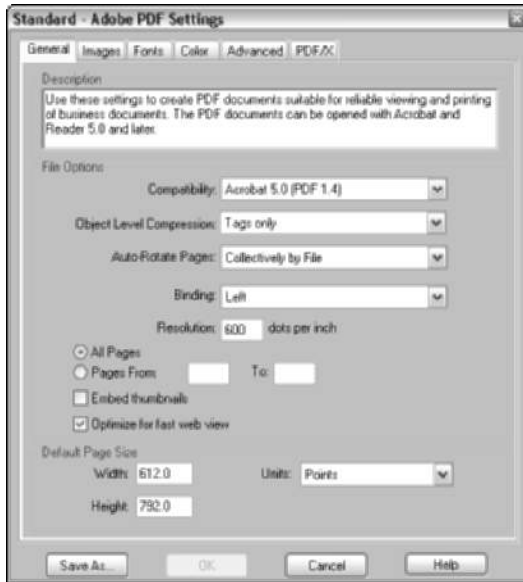 Standard - Adobe PDF Settings
General Images Fonts Color Advanced PDF/X
Description
Use these settings to create PDF documents suitable for reliable viewing and printing
of business documents. The PDF documents can be opened with Acrobat and
Reader 5.0 and later.
File Options
Compatibility: Acrobat 5.0 (PDF 1.4)
Object Level Compression: Tags only
Auto-Rotate Pages: Collectively by File
Binding: Left
Resolution: 600 dots per inch
All Pages
Pages From: To:
Embed thumbnails
Optimize for fast web view
Default Page Size
Width: 612.0 Units: Points
Height: 792.0
Save As... OK Cancel Help